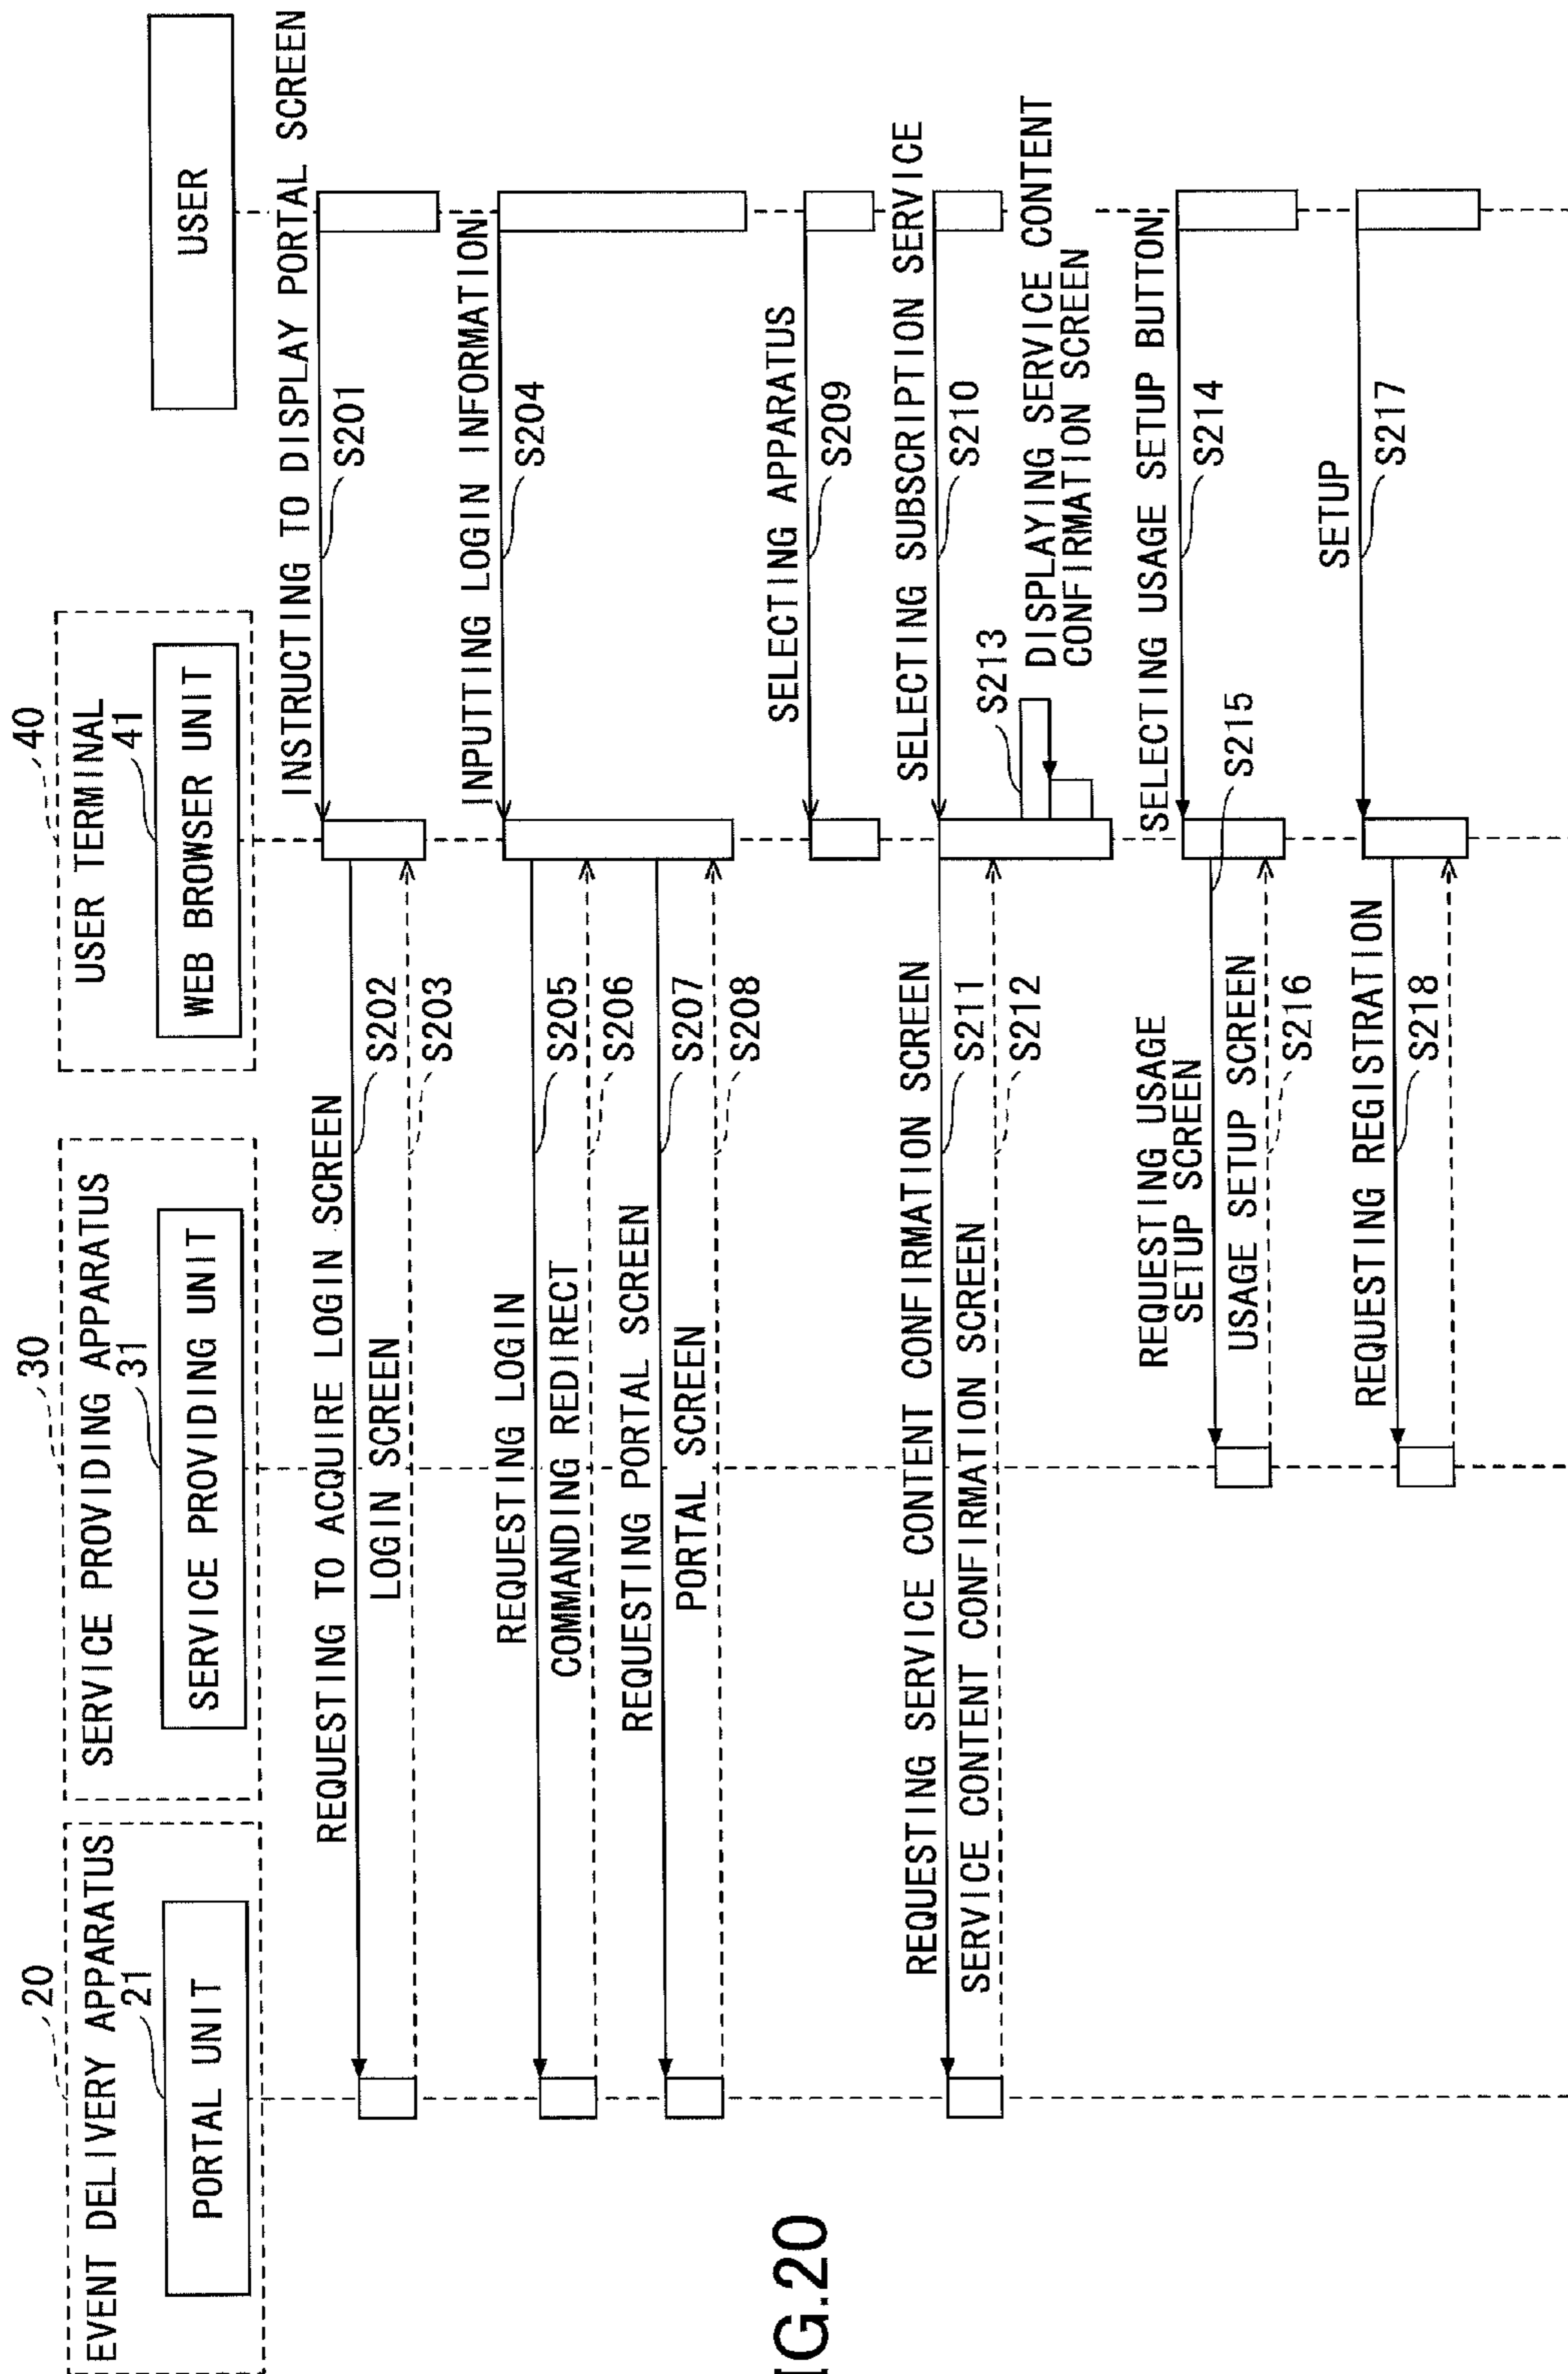 20
EVENT DELIVERY APPARATUS
21
PORTAL UNIT
30
SERVICE PROVIDING APPARATUS
31
SERVICE PROVIDING UNIT
40
USER TERMINAL
41
WEB BROWSER UNIT
USER
INSTRUCTING TO DISPLAY PORTAL SCREEN
S201
REQUESTING TO ACQUIRE LOGIN SCREEN
S202
LOGIN SCREEN
S203
INPUTTING LOGIN INFORMATION
S204
REQUESTING LOGIN
S205
COMMANDING REDIRECT
S206
REQUESTING PORTAL SCREEN
S207
PORTAL SCREEN
S208
SELECTING APPARATUS
S209
SELECTING SUBSCRIPTION SERVICE
S210
REQUESTING SERVICE CONTENT CONFIRMATION SCREEN
S211
SERVICE CONTENT CONFIRMATION SCREEN
S212
S213
DISPLAYING SERVICE CONTENT
CONFIRMATION SCREEN
SELECTING USAGE SETUP BUTTON
S214
REQUESTING USAGE
SETUP SCREEN
S215
USAGE SETUP SCREEN
S216
SETUP
S217
REQUESTING REGISTRATION
S218
IG.20